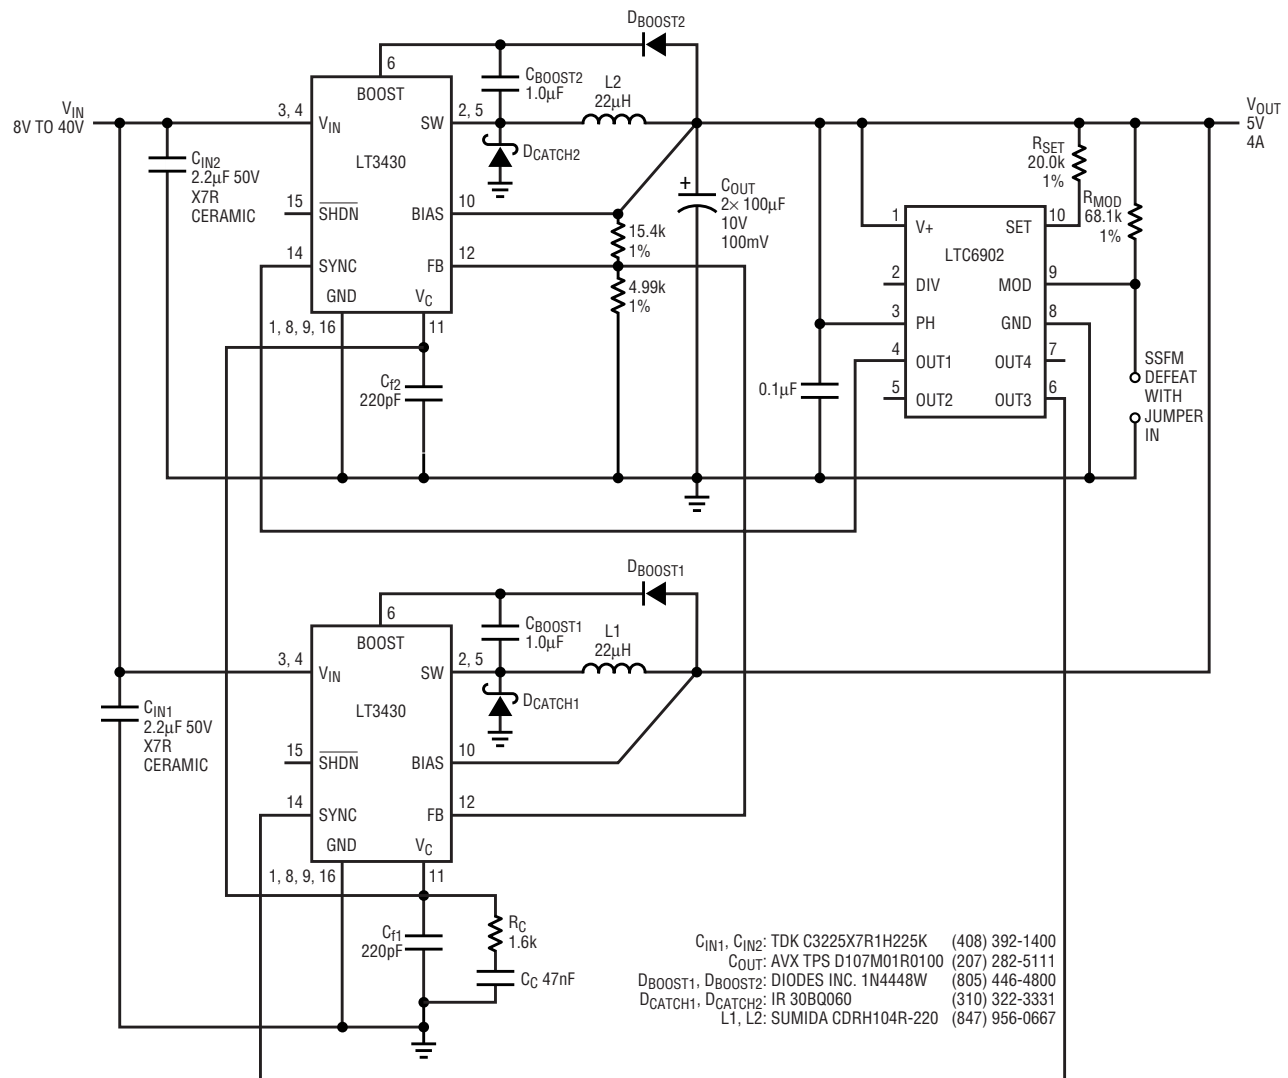 DBOOST2
6
BOOST
CBOOST2
1.0µF
L2
22µH
VIN
8V TO 40V
3, 4
VIN
SW
2, 5
VOUT
5V
4A
CIN2
2.2µF 50V
X7R
CERAMIC
LT3430
DCATCH2
RSET
20.0k
1%
15
SHDN
BIAS
10
+
COUT
2× 100µF
10V
100mV
RMOD
68.1k
1%
15.4k
1%
1
V+
SET
10
LTC6902
14
SYNC
FB
12
2
DIV
MOD
9
GND
VC
4.99k
1%
3
PH
GND
8
1, 8, 9, 16
11
4
OUT1
OUT4
7
SSFM
DEFEAT
WITH
JUMPER
IN
Cf2
220pF
0.1µF
5
OUT2
OUT3
6
DBOOST1
6
BOOST
CBOOST1
1.0µF
L1
22µH
3, 4
VIN
SW
2, 5
CIN1
2.2µF 50V
X7R
CERAMIC
LT3430
DCATCH1
15
SHDN
BIAS
10
14
SYNC
FB
12
GND
VC
1, 8, 9, 16
11
Cf1
220pF
RC
1.6k
CC 47nF
CIN1, CIN2: TDK C3225X7R1H225K (408) 392-1400
COUT: AVX TPS D107M01R0100 (207) 282-5111
DBOOST1, DBOOST2: DIODES INC. 1N4448W (805) 446-4800
DCATCH1, DCATCH2: IR 30BQ060 (310) 322-3331
L1, L2: SUMIDA CDRH104R-220 (847) 956-0667